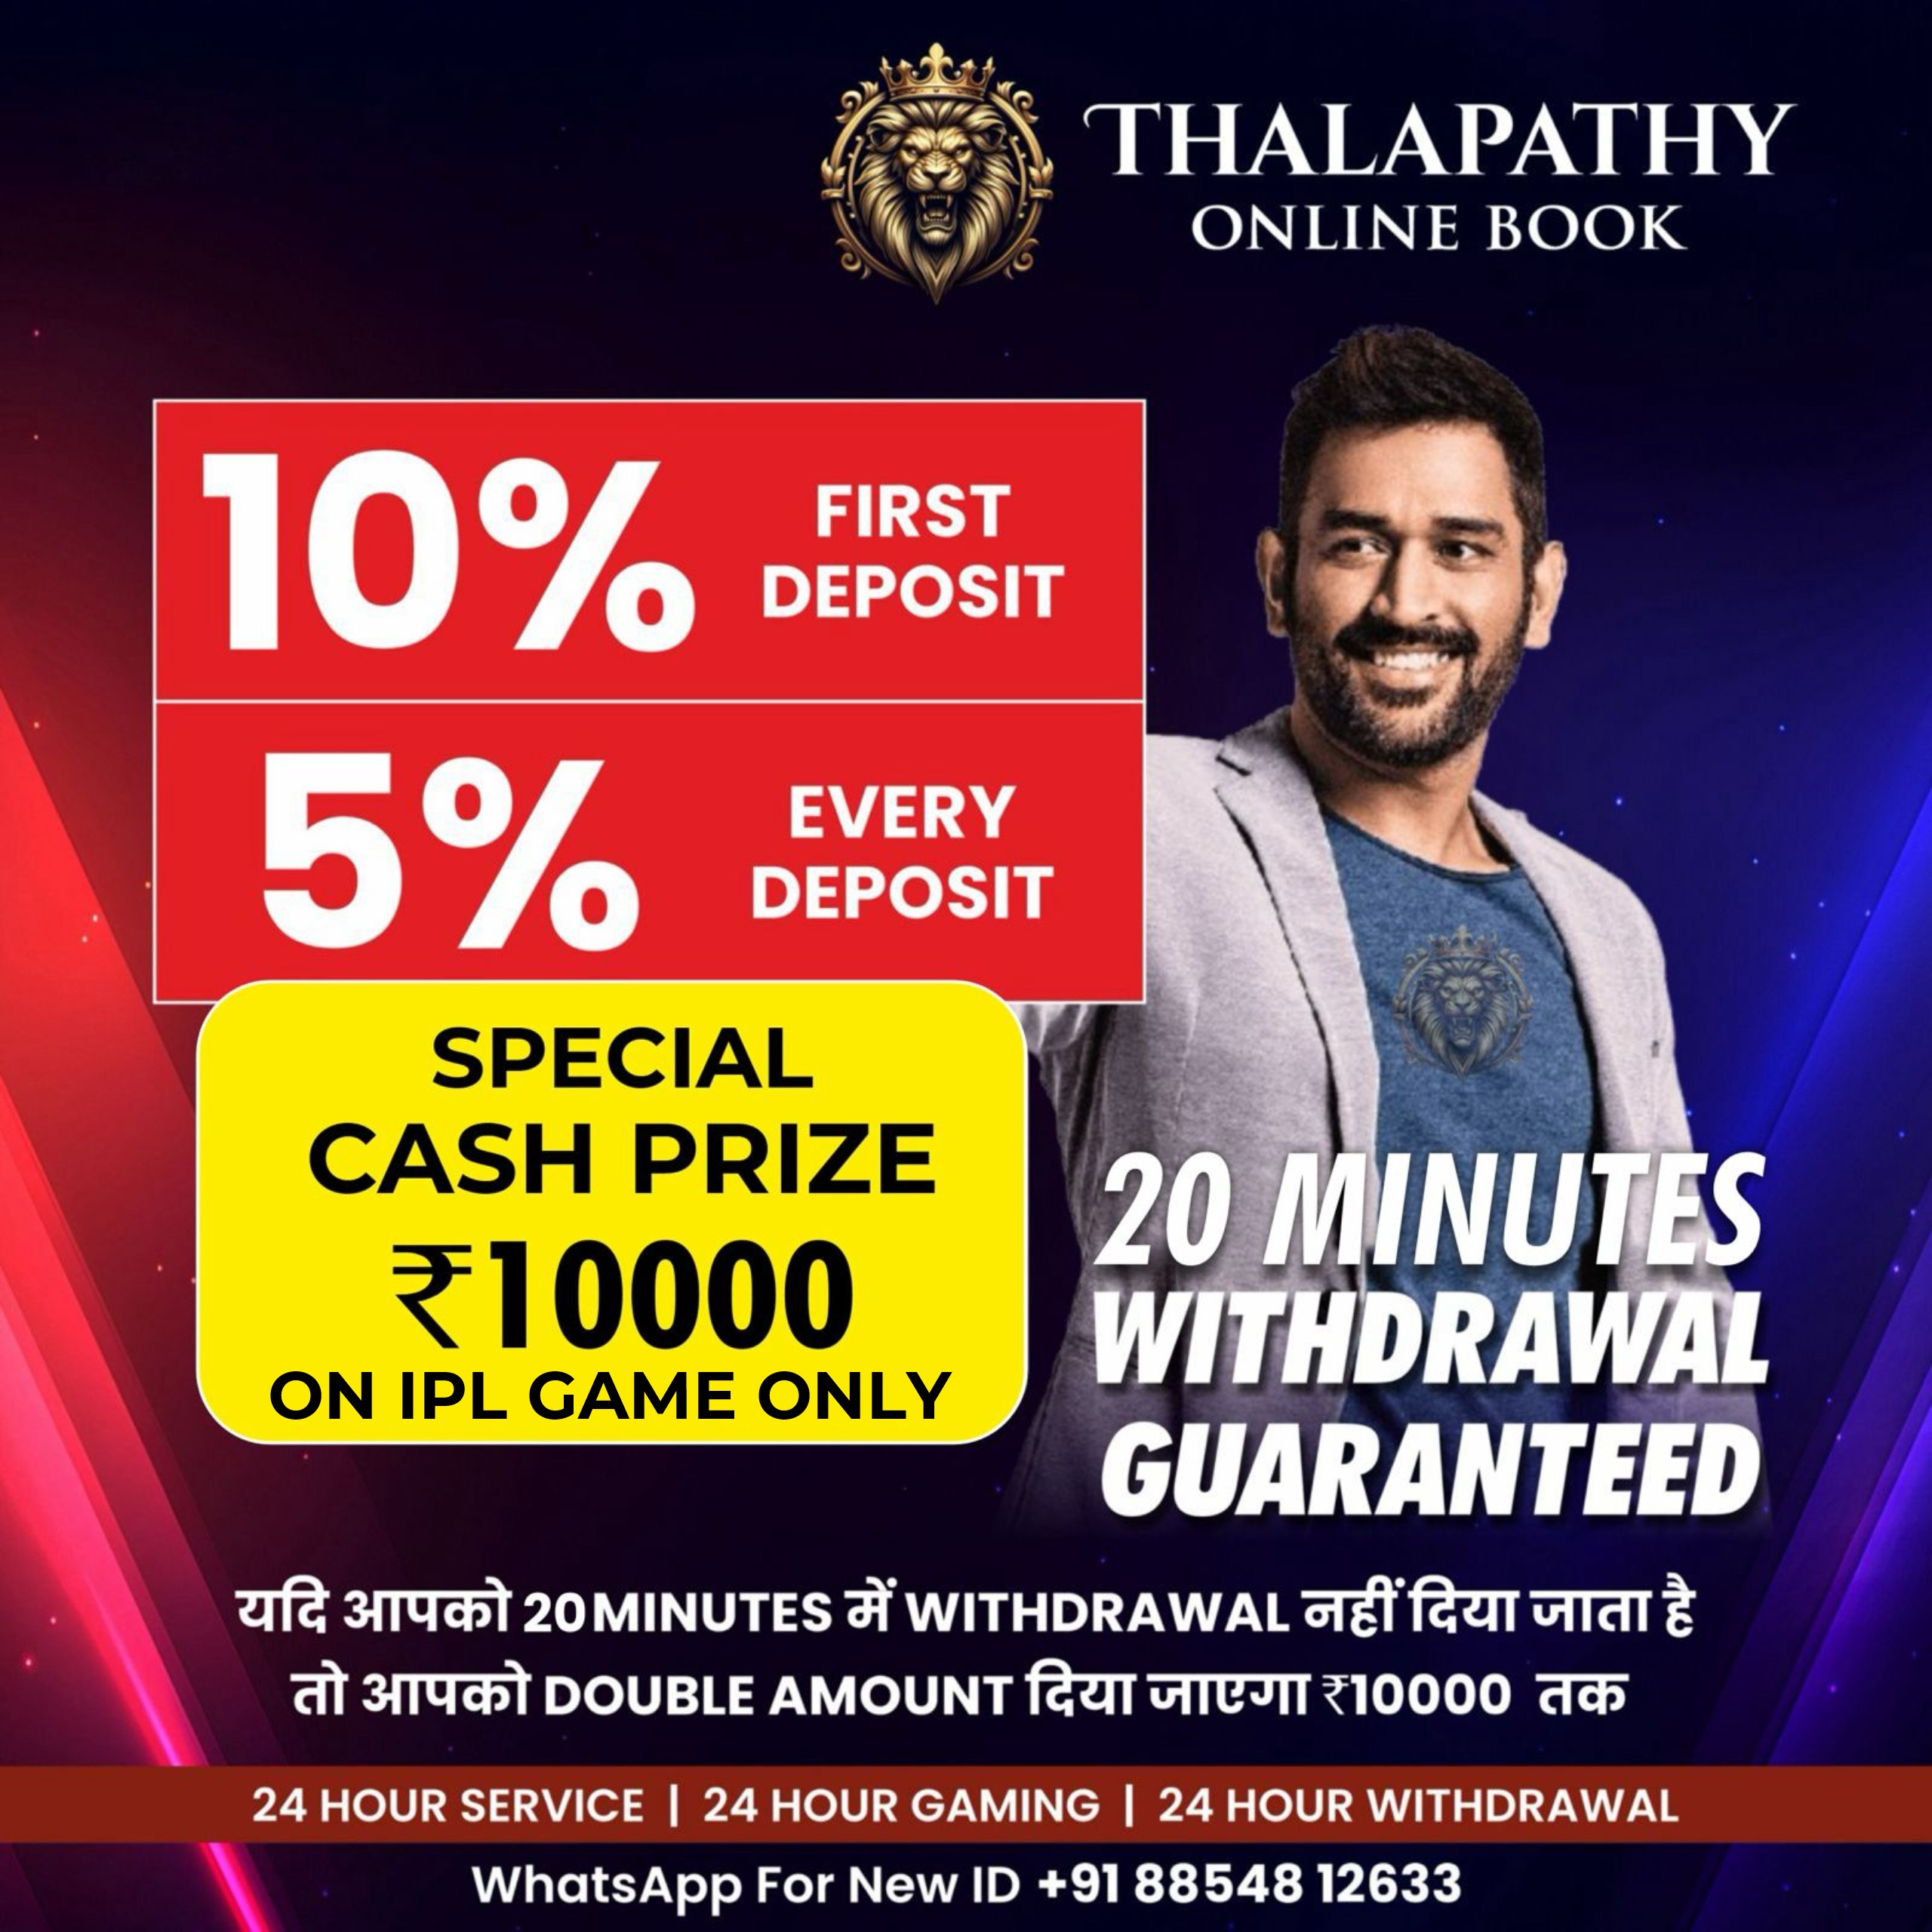 THALAPATHY
ONLINE BOOK
10% FIRST DEPOSIT
5% EVERY DEPOSIT
SPECIAL
CASH PRIZE
₹10000
ON IPL GAME ONLY
20 MINUTES
WITHDRAWAL
GUARANTEED
यदि आपको 20 MINUTES में WITHDRAWAL नहीं दिया जाता है
तो आपको DOUBLE AMOUNT दिया जाएगा ₹10000 तक
24 HOUR SERVICE | 24 HOUR GAMING | 24 HOUR WITHDRAWAL
WhatsApp For New ID +91 88548 12633